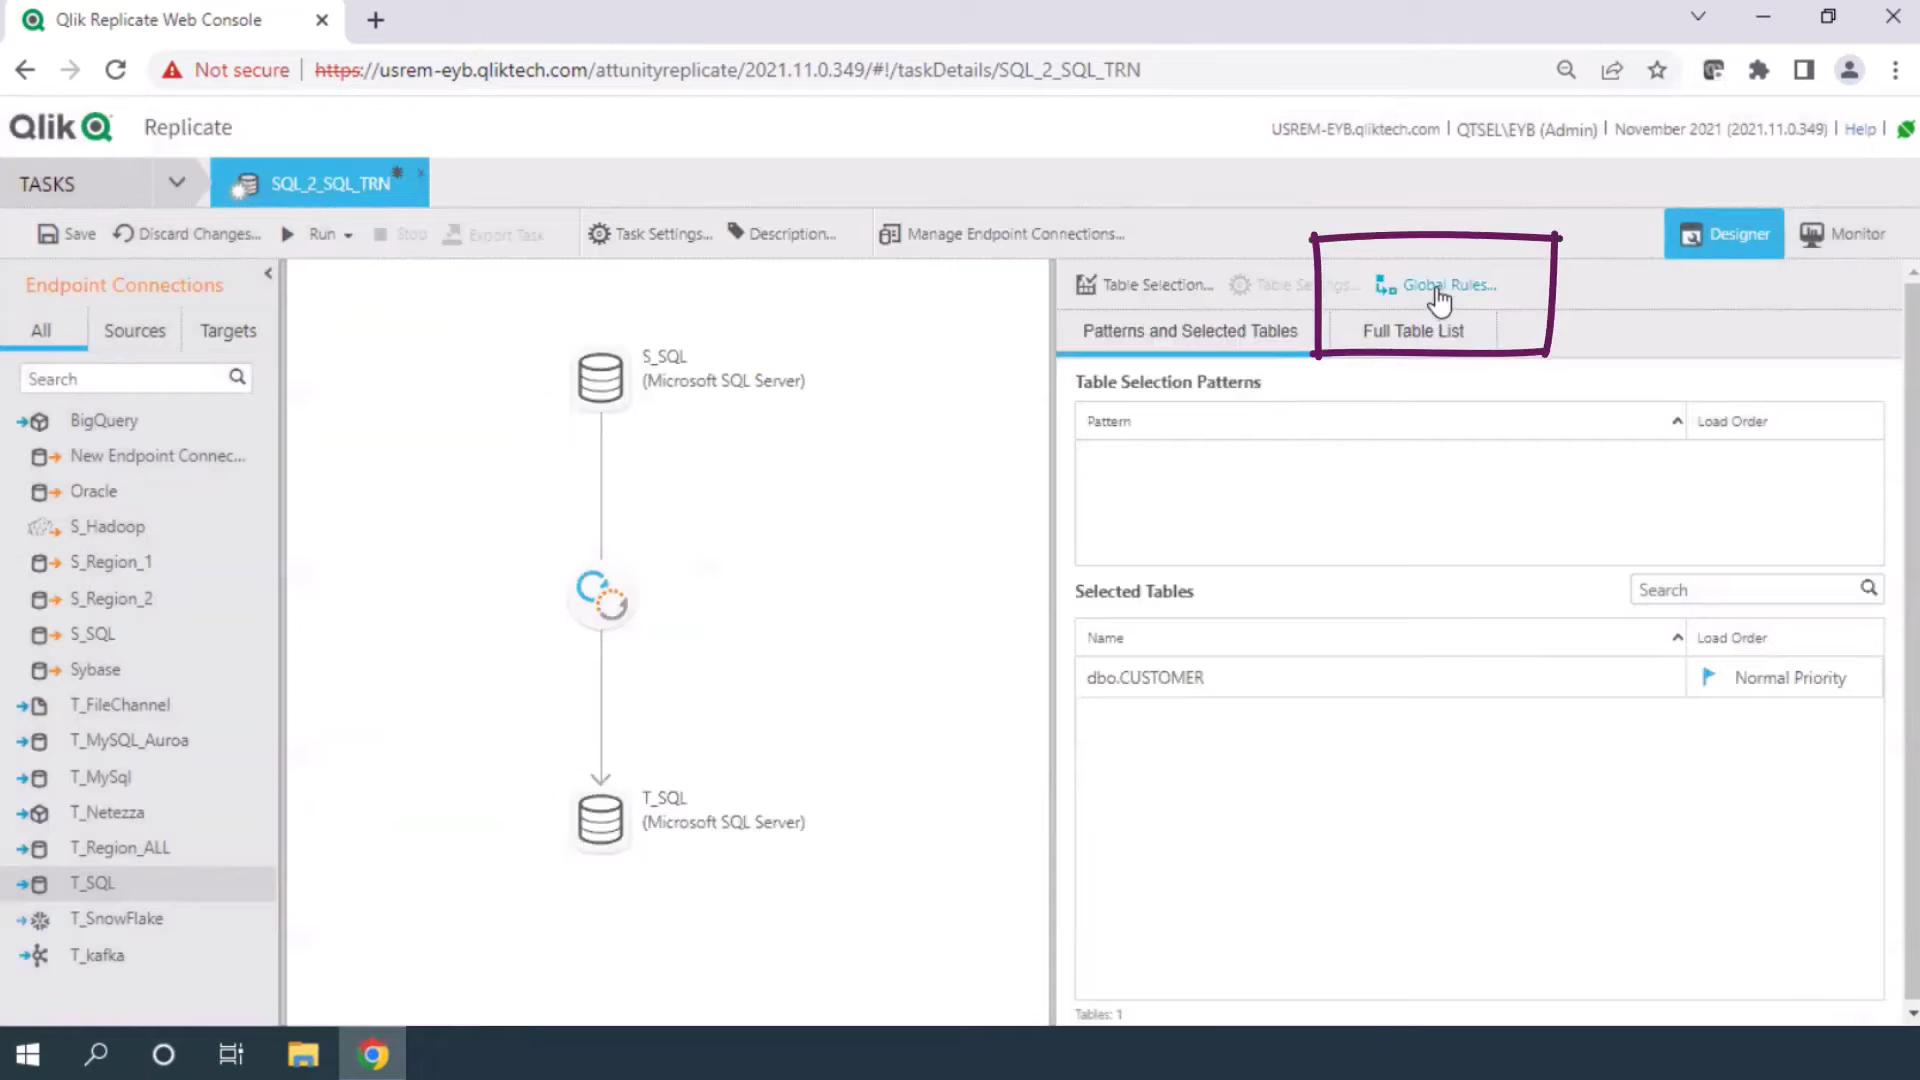 Qlik Replicate Web Console
Not secure https://usrem-eyb.qliktech.com/attunityreplicate/2021.11.0.349/#!/taskDetails/SQL_2_SQL_TRN
Qlik Replicate
USREM-EYB.qliktech.com QTSEL\EYB (Admin) November 2021 (2021.11.0.349) Help
TASKS SQL_2_SQL_TRN
Save Discard Changes... Run Stop Export Task Task Settings... Description... Manage Endpoint Connections... Designer Monitor
Endpoint Connections
All Sources Targets
Search
BigQuery
New Endpoint Connec...
Oracle
S_Hadoop
S_Region_1
S_Region_2
S_SQL
Sybase
T_FileChannel
T_MySQL_Auroa
T_MySql
T_Netezza
T_Region_ALL
T_SQL
T_SnowFlake
T_kafka
S_SQL
(Microsoft SQL Server)
T_SQL
(Microsoft SQL Server)
Table Selection... Table Settings... Global Rules...
Patterns and Selected Tables Full Table List
Table Selection Patterns
Pattern Load Order
Selected Tables Search
Name Load Order
dbo.CUSTOMER Normal Priority
Tables: 1